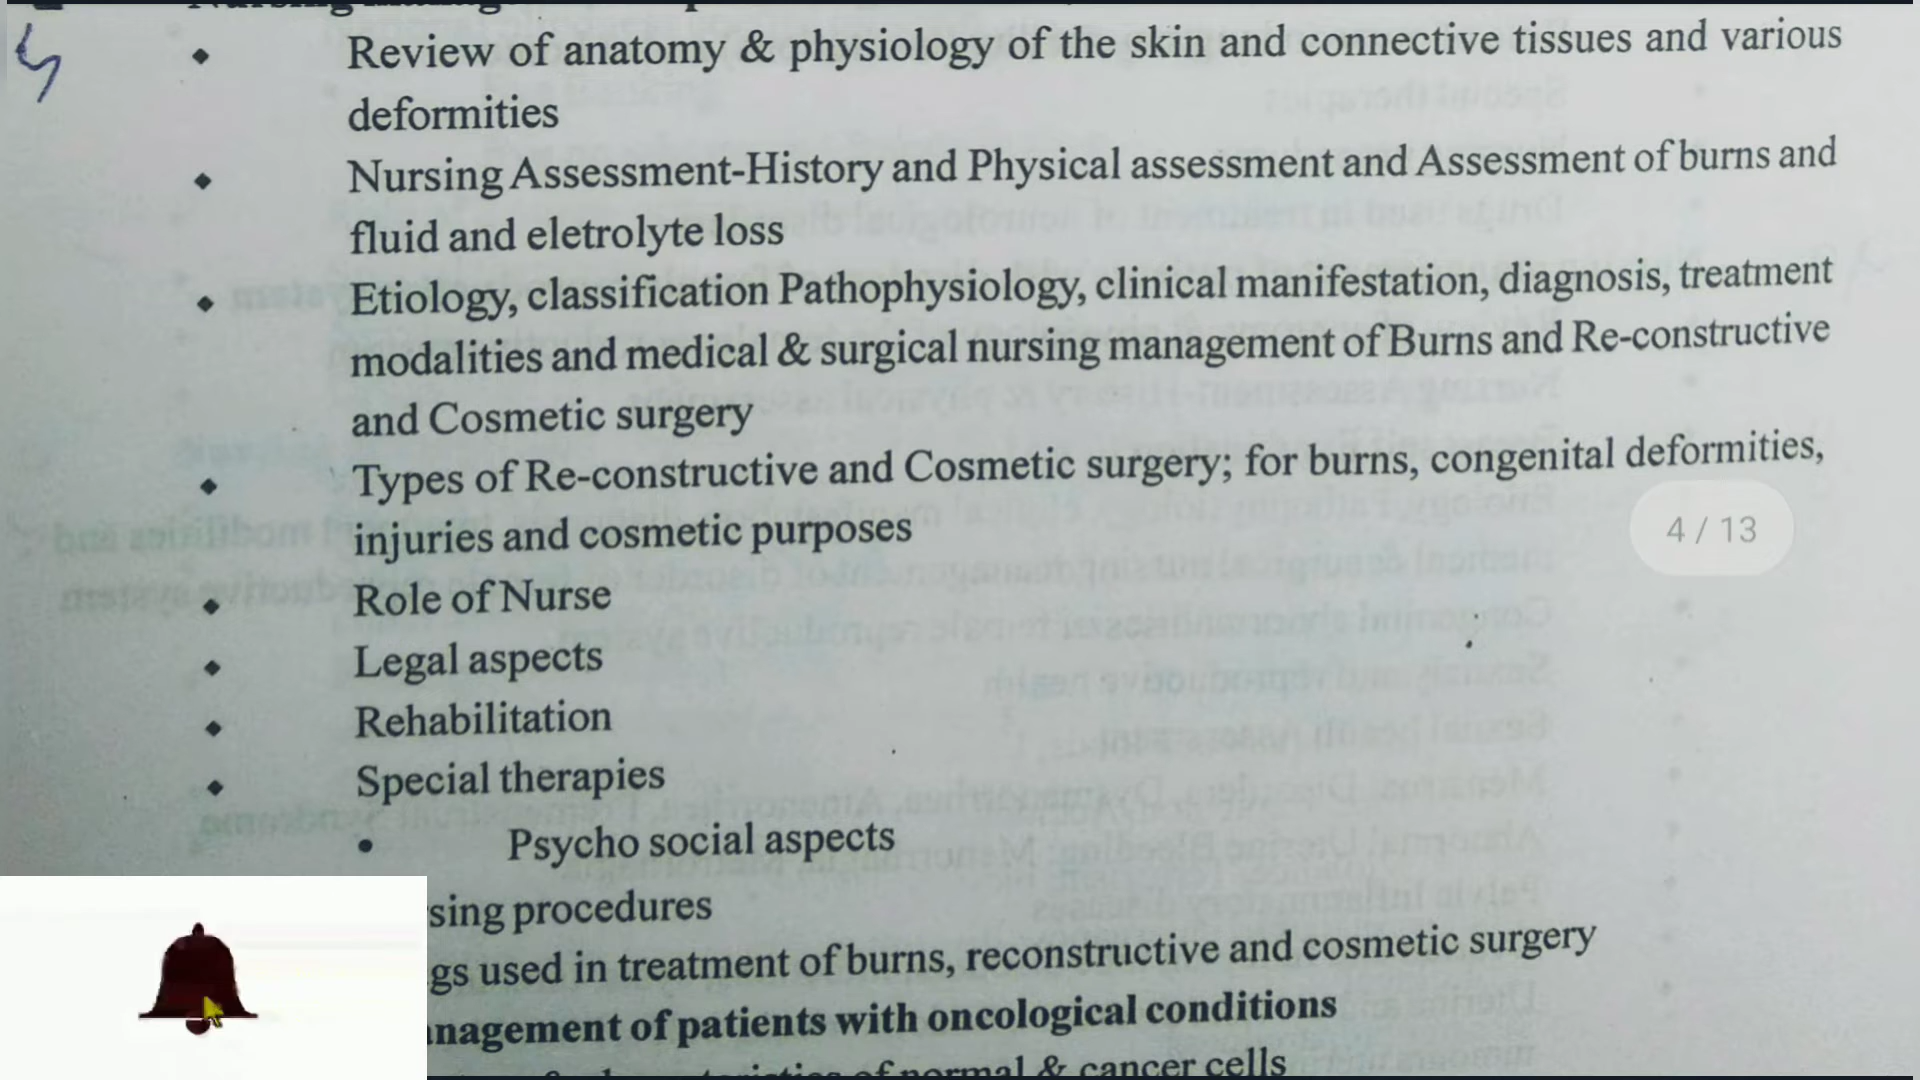 ◆ Review of anatomy & physiology of the skin and connective tissues and various
deformities
◆ Nursing Assessment-History and Physical assessment and Assessment of burns and
fluid and eletrolyte loss
◆ Etiology, classification Pathophysiology, clinical manifestation, diagnosis, treatment
modalities and medical & surgical nursing management of Burns and Re-constructive
and Cosmetic surgery
◆ Types of Re-constructive and Cosmetic surgery; for burns, congenital deformities,
injuries and cosmetic purposes
4 / 13
◆ Role of Nurse
◆ Legal aspects
◆ Rehabilitation
◆ Special therapies
• Psycho social aspects
sing procedures
gs used in treatment of burns, reconstructive and cosmetic surgery
nagement of patients with oncological conditions
of normal & cancer cells